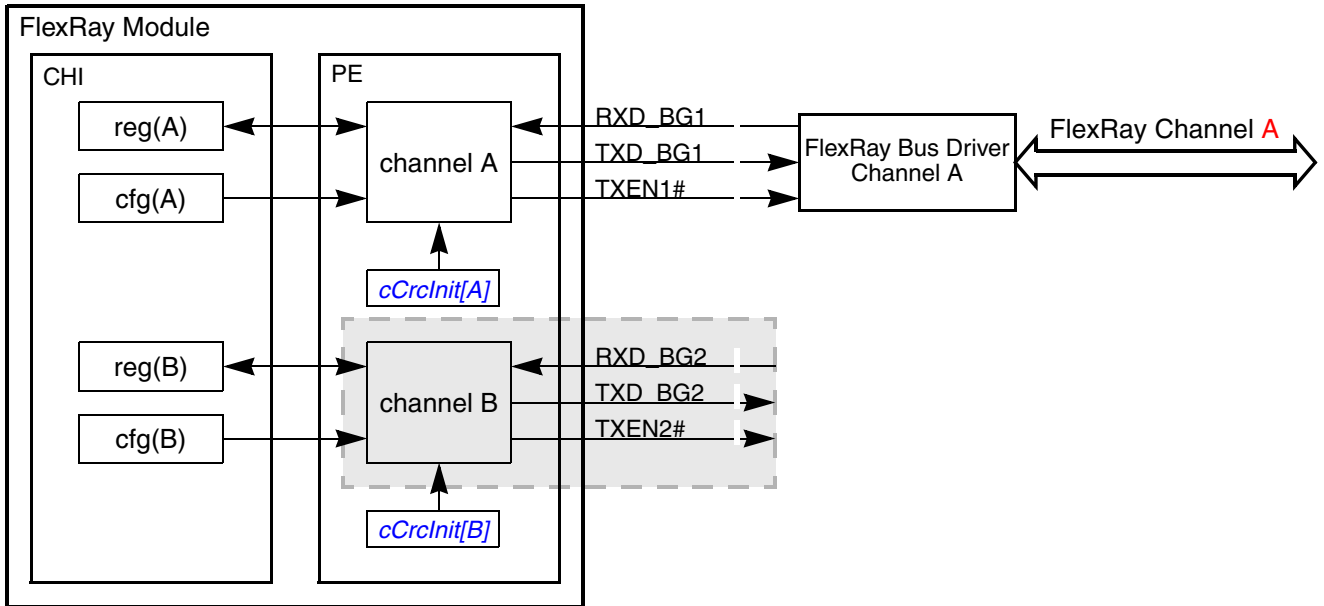 FlexRay Module
CHI
PE
reg(A)
channel A
RXD_BG1
TXD_BG1
TXEN1#
FlexRay Bus Driver
Channel A
FlexRay Channel A
cfg(A)
cCrcInit[A]
reg(B)
channel B
RXD_BG2
TXD_BG2
TXEN2#
cfg(B)
cCrcInit[B]